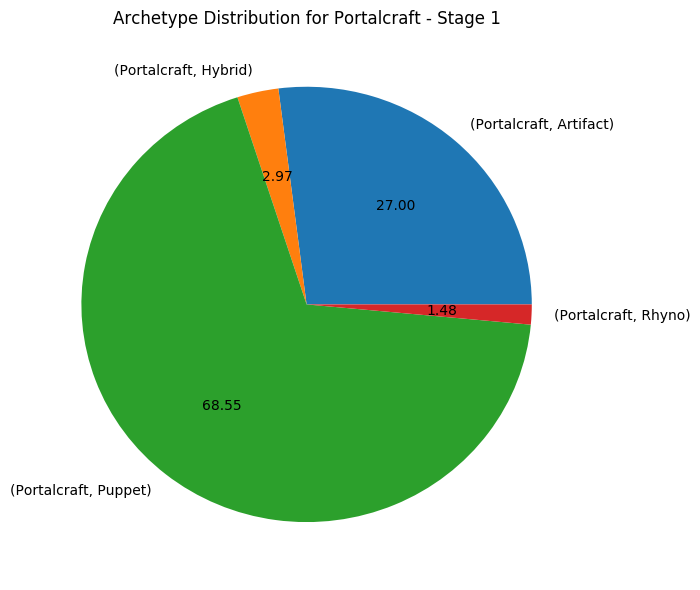 Archetype Distribution for Portalcraft - Stage 1
(Portalcraft, Hybrid)
(Portalcraft, Artifact)
2.97
27.00
1.48
(Portalcraft, Rhyno)
68.55
(Portalcraft, Puppet)